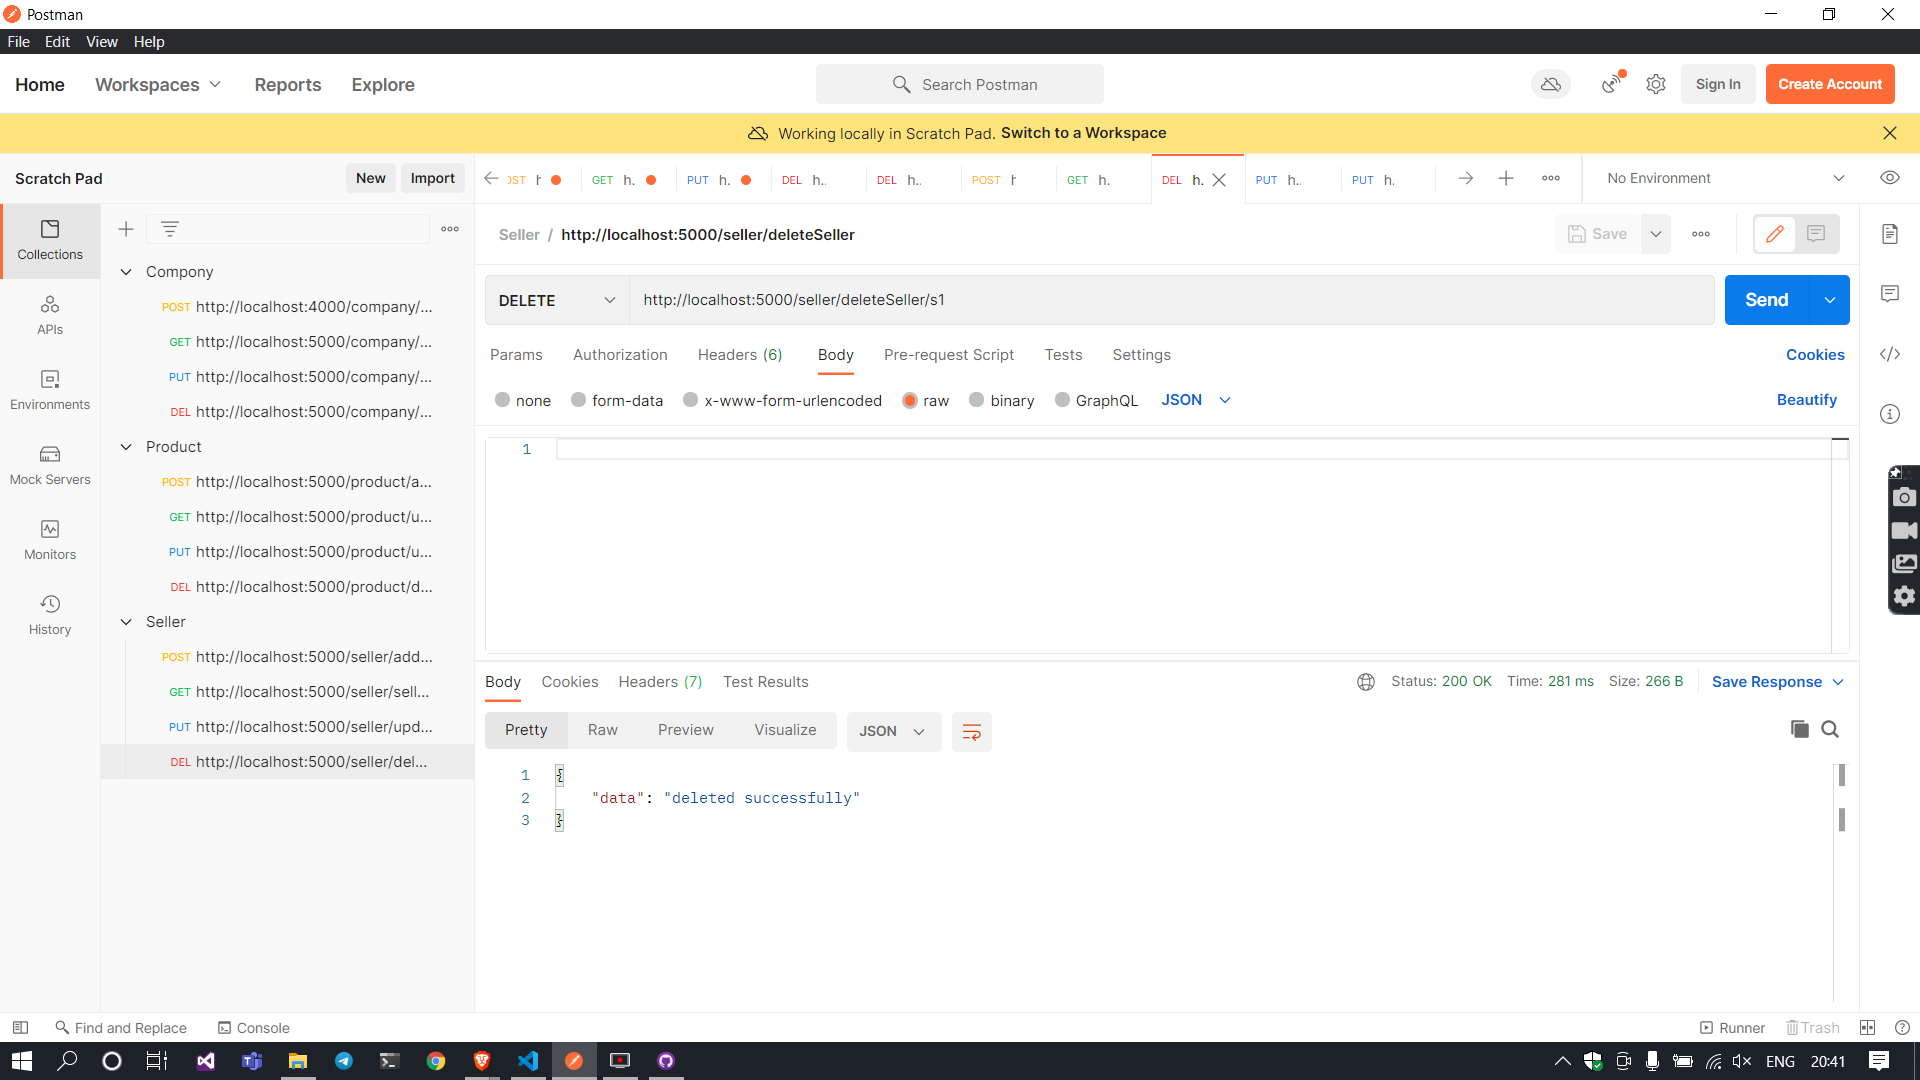 Postman
File Edit View Help
Home Workspaces Reports Explore Search Postman Sign In Create Account
Working locally in Scratch Pad. Switch to a Workspace
Scratch Pad New Import
OST h GET h. PUT h. DEL h.. DEL h.. POST h GET h. DEL h. PUT h.. PUT h. No Environment
Collections
APIs
Environments
Mock Servers
Monitors
History
Compony
POST http://localhost:4000/company/...
GET http://localhost:5000/company/...
PUT http://localhost:5000/company/...
DEL http://localhost:5000/company/...
Product
POST http://localhost:5000/product/a...
GET http://localhost:5000/product/u...
PUT http://localhost:5000/product/u...
DEL http://localhost:5000/product/d...
Seller
POST http://localhost:5000/seller/add...
GET http://localhost:5000/seller/sell...
PUT http://localhost:5000/seller/upd...
DEL http://localhost:5000/seller/del...
Seller / http://localhost:5000/seller/deleteSeller Save
DELETE http://localhost:5000/seller/deleteSeller/s1 Send
Params Authorization Headers (6) Body Pre-request Script Tests Settings Cookies
none form-data x-www-form-urlencoded raw binary GraphQL JSON Beautify
1
Body Cookies Headers (7) Test Results Status: 200 OK Time: 281 ms Size: 266 B Save Response
Pretty Raw Preview Visualize JSON
1 {
2 "data": "deleted successfully"
3 }
Find and Replace Console Runner Trash
ENG 20:41